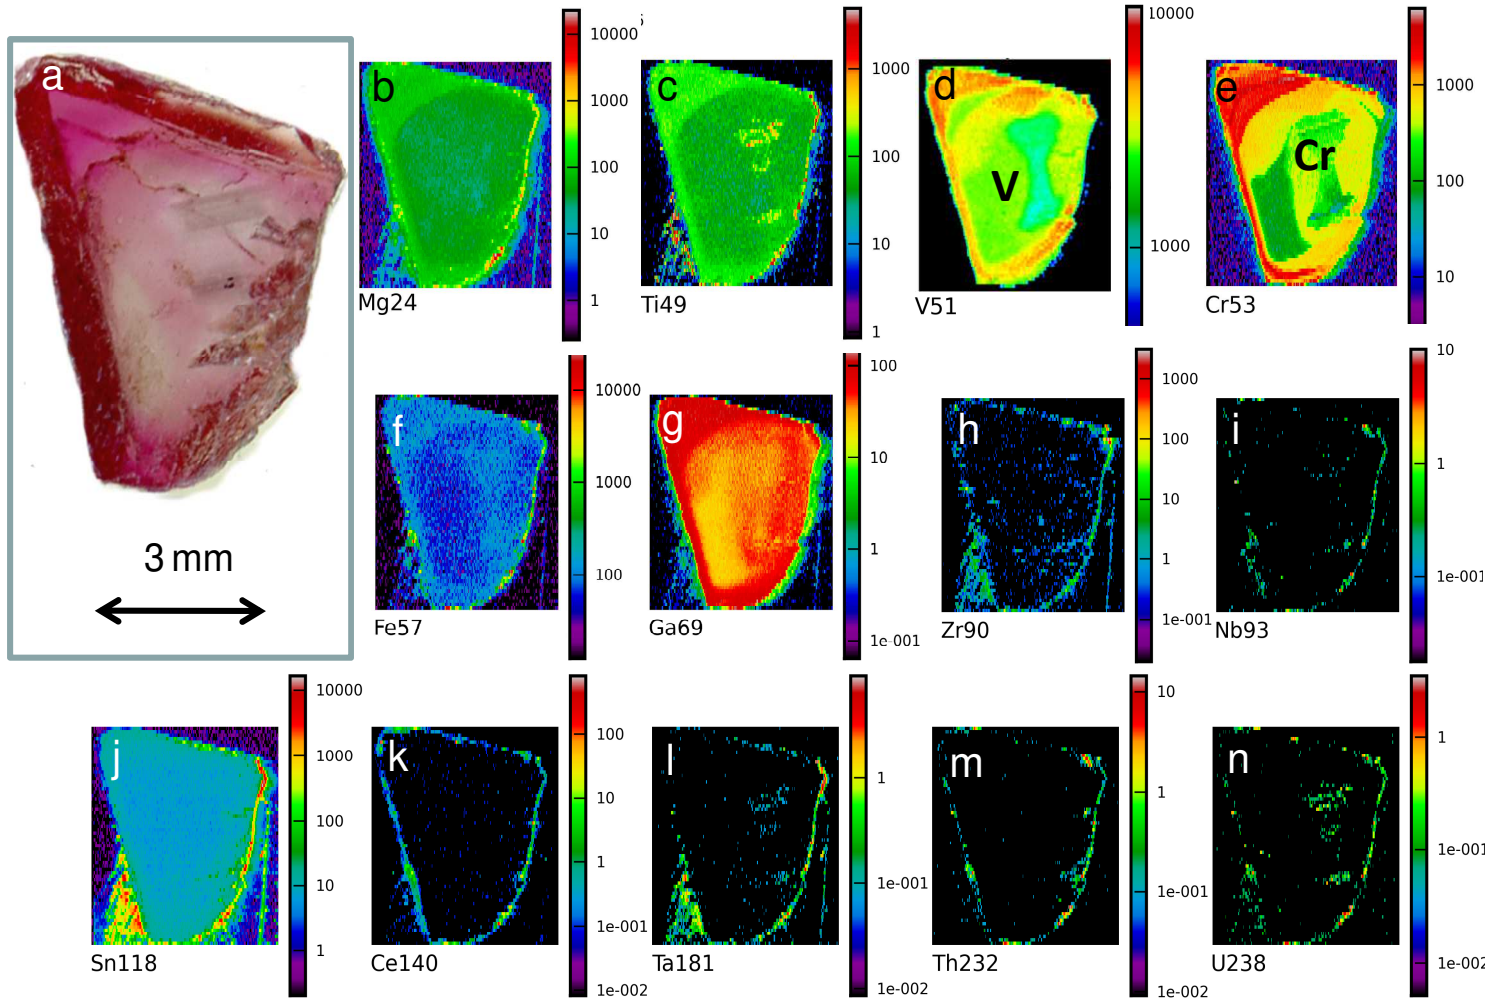 a
3 mm
b
10000
1000
100
10
1
Mg24
c
1000
100
10
1
Ti49
d
V
10000
1000
V51
e
Cr
1000
100
10
Cr53
f
10000
1000
100
Fe57
g
100
10
1
1e-001
Ga69
h
1000
100
10
1
1e-001
Zr90
i
10
1
1e-001
Nb93
j
10000
1000
100
10
1
Sn118
k
100
10
1
1e-001
1e-002
Ce140
l
1
1e-001
1e-002
Ta181
m
10
1
1e-001
1e-002
Th232
n
1
1e-001
1e-002
U238